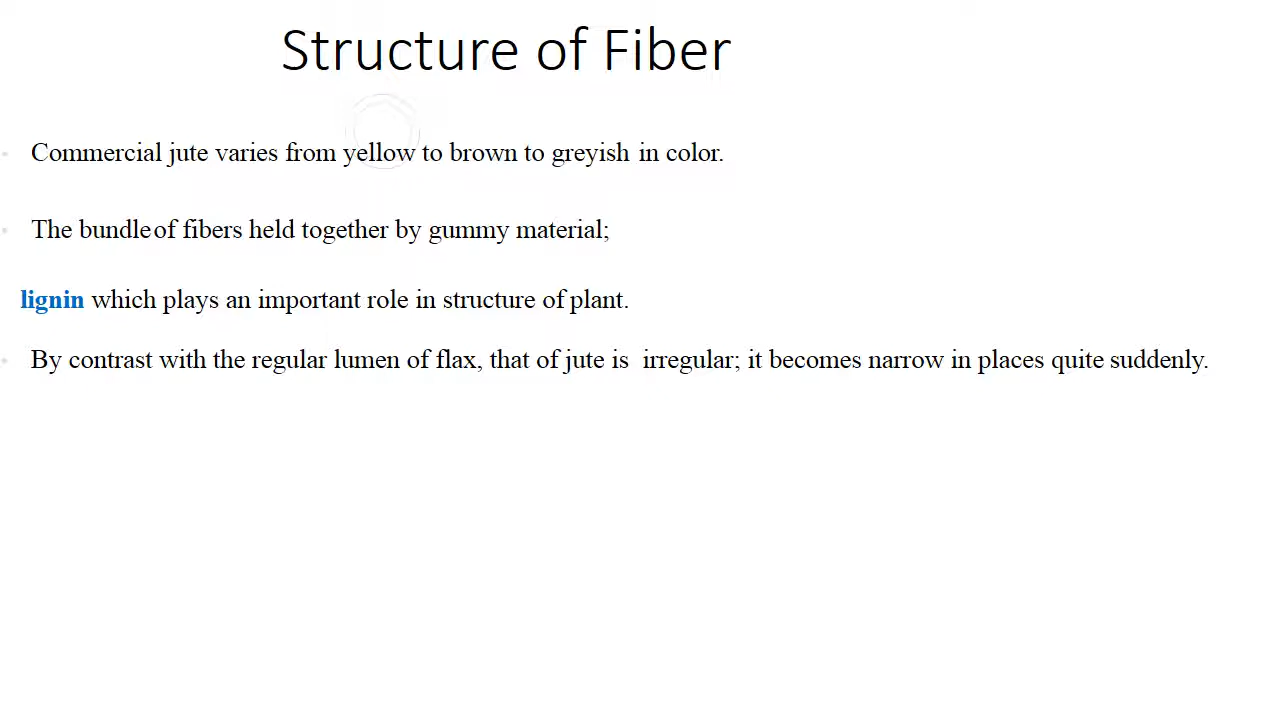 Structure of Fiber
Commercial jute varies from yellow to brown to greyish in color.
The bundle of fibers held together by gummy material;
lignin which plays an important role in structure of plant.
By contrast with the regular lumen of flax, that of jute is irregular; it becomes narrow in places quite suddenly.